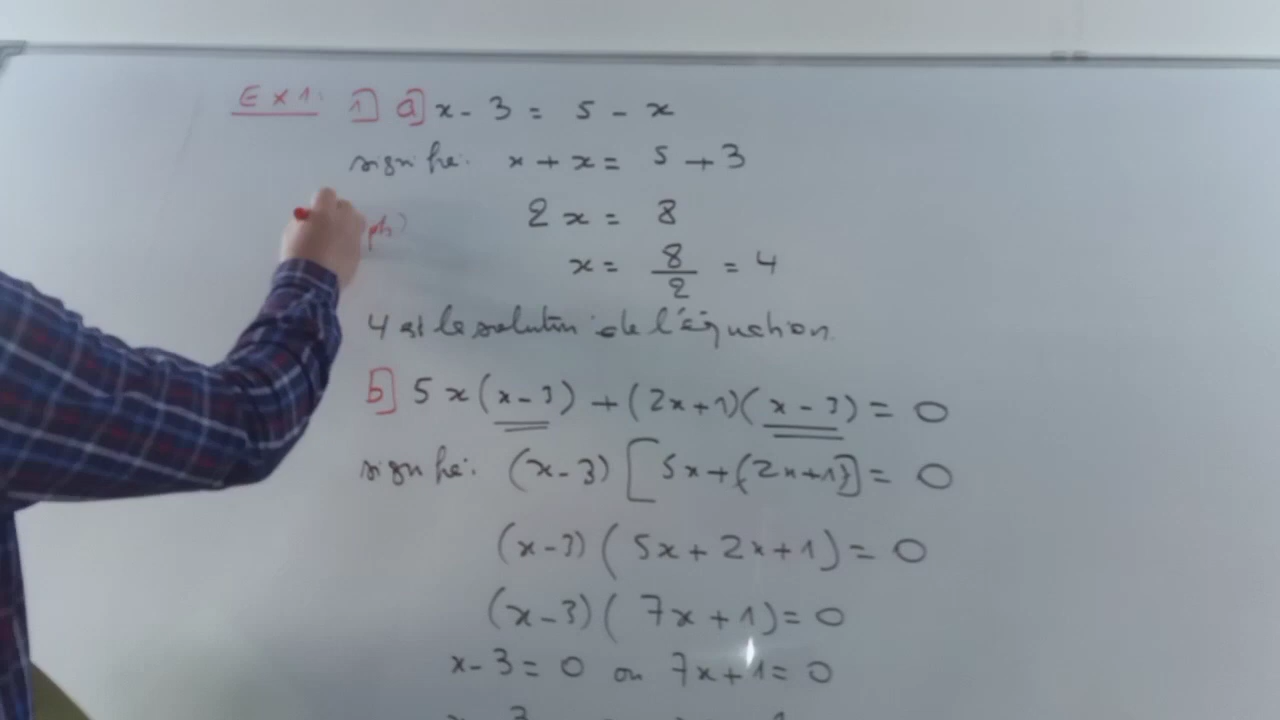 Ex1: 1] a] x - 3 = 5 - x
signifie: x + x = 5 + 3
2x = 8
x = 8/2 = 4
4 est la solution de l'équation.
b] 5x(x-3) + (2x+1)(x-3) = 0
signifie: (x-3)[5x+(2x+1)] = 0
(x-3)(5x+2x+1) = 0
(x-3)(7x+1) = 0
x-3 = 0 ou 7x+1 = 0